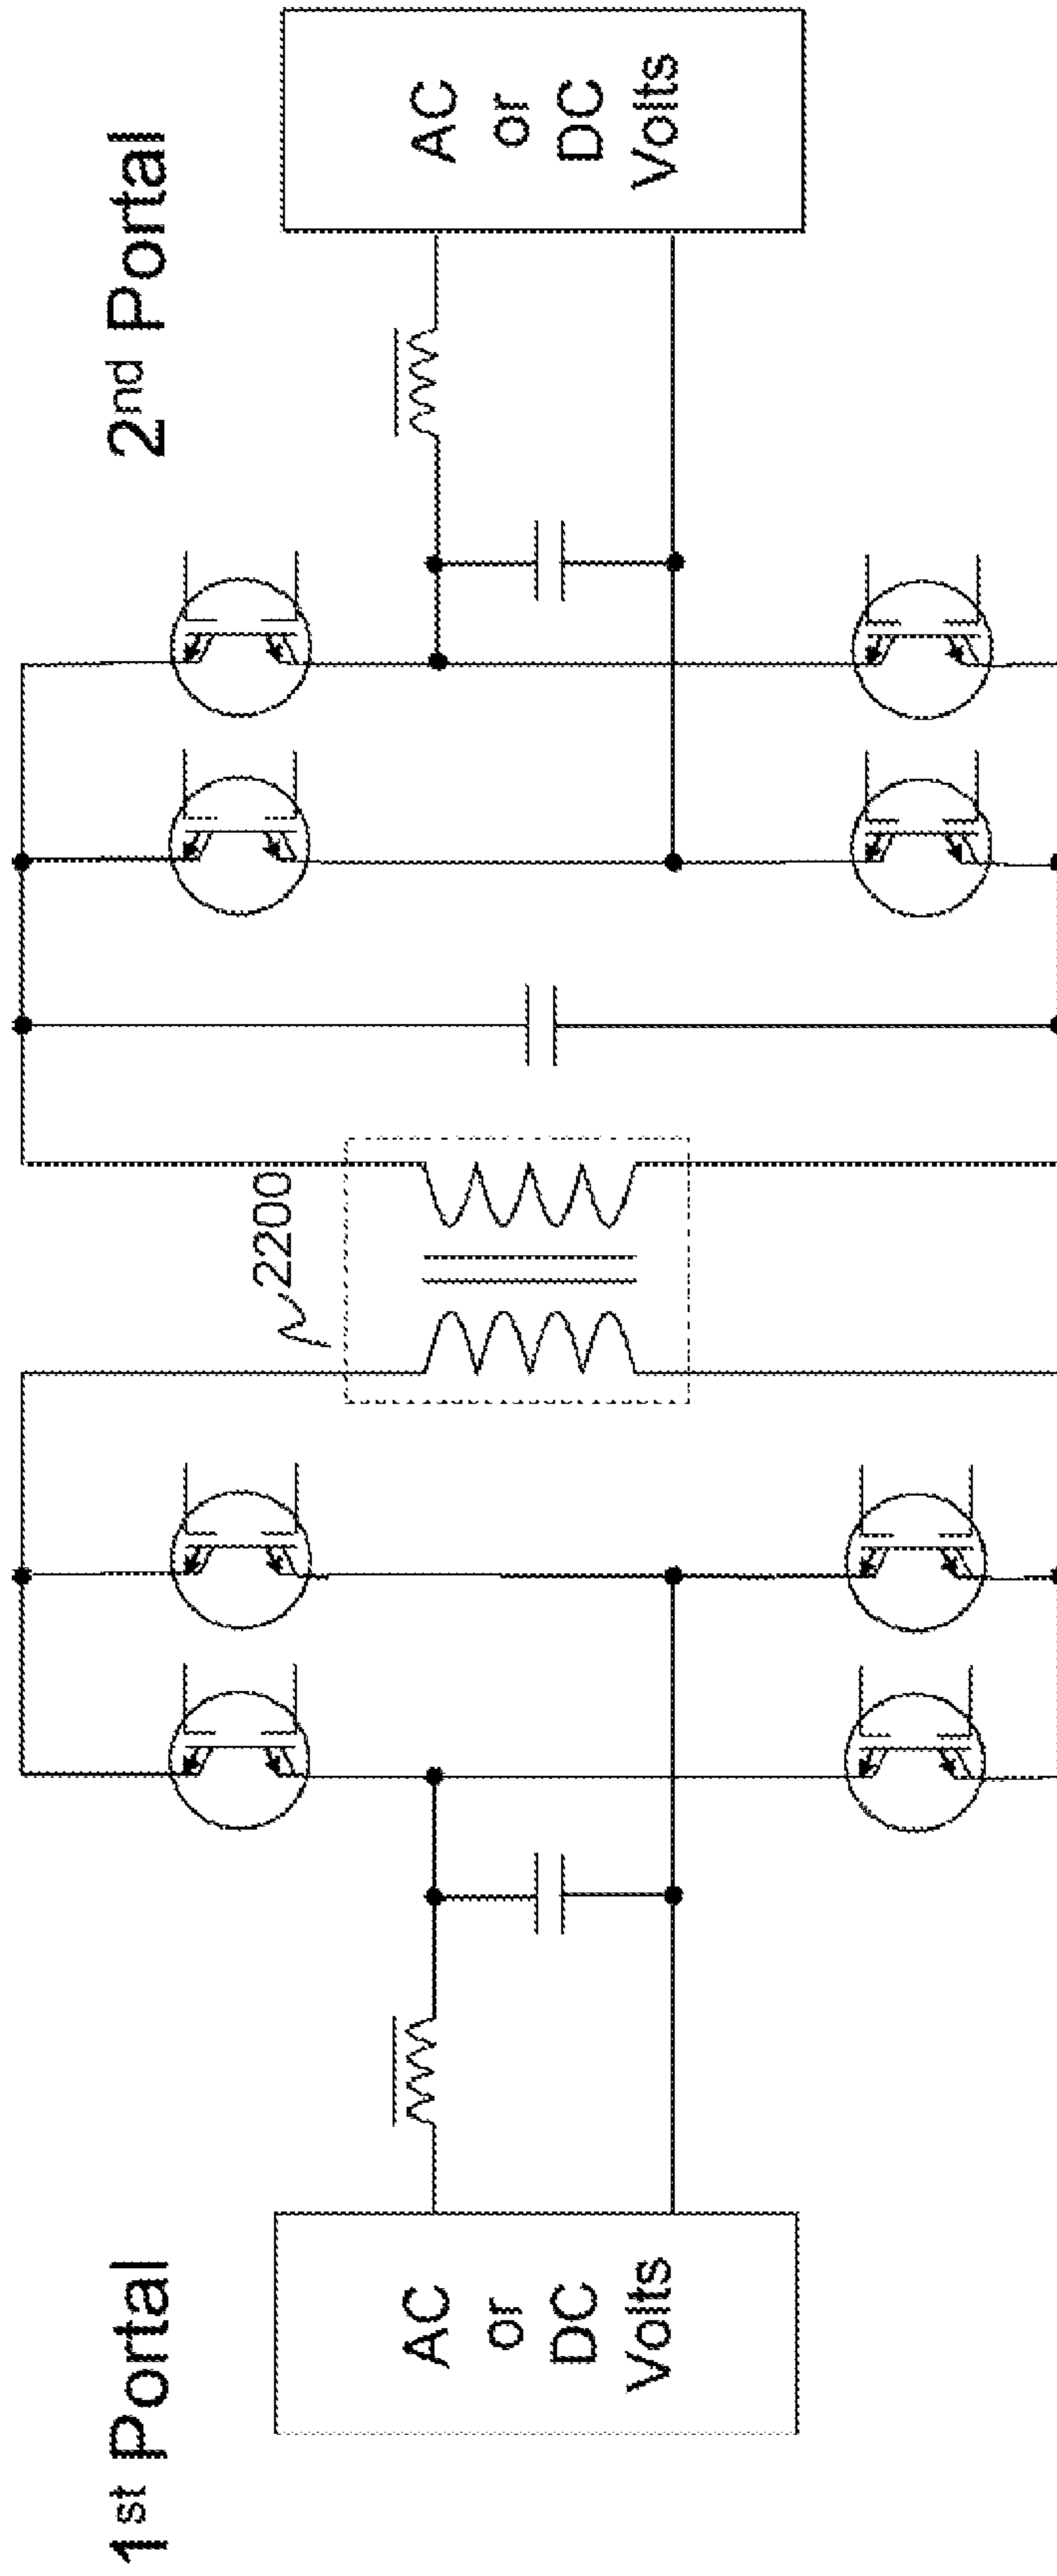 1st Portal
AC
or
DC
Volts
2200
2nd Portal
AC
or
DC
Volts